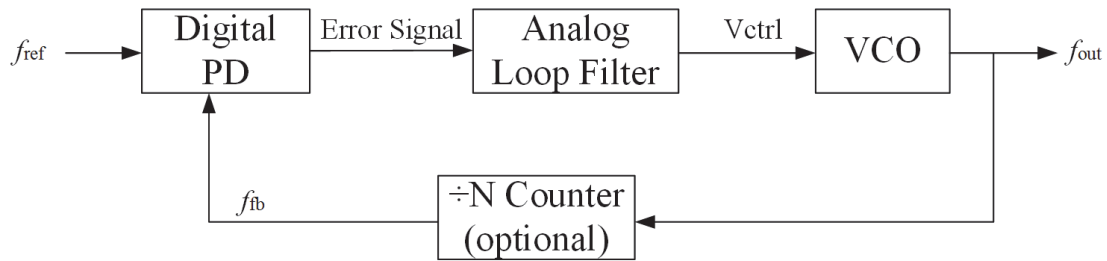 Digital
PD
Error Signal
Analog
Loop Filter
Vctrl
VCO
fref
fout
ffb
÷N Counter
(optional)